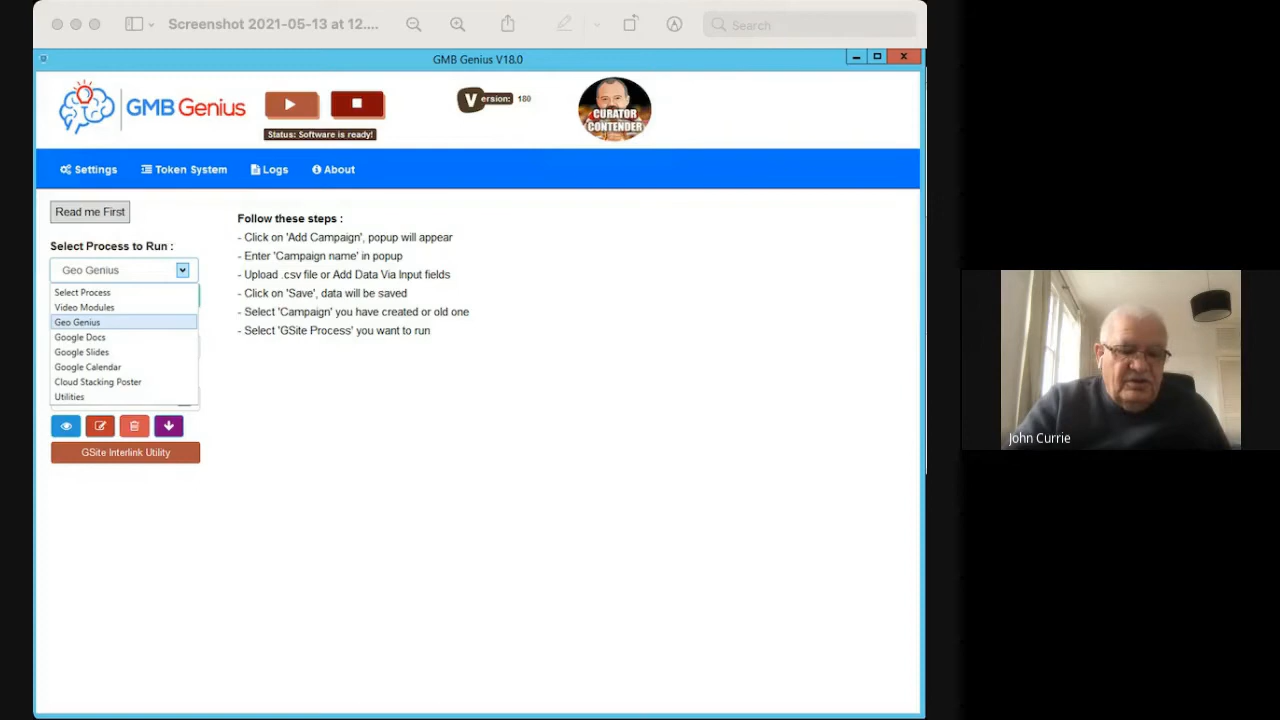 Screenshot 2021-05-13 at 12....
Search
GMB Genius V18.0
GMB Genius
Status: Software is ready!
Version: 180
CURATOR
CONTENDER
Settings
Token System
Logs
About
Read me First
Select Process to Run :
Geo Genius
Select Process
Video Modules
Geo Genius
Google Docs
Google Slides
Google Calendar
Cloud Stacking Poster
Utilities
GSite Interlink Utility
Follow these steps :
- Click on 'Add Campaign', popup will appear
- Enter 'Campaign name' in popup
- Upload .csv file or Add Data Via Input fields
- Click on 'Save', data will be saved
- Select 'Campaign' you have created or old one
- Select 'GSite Process' you want to run
John Currie